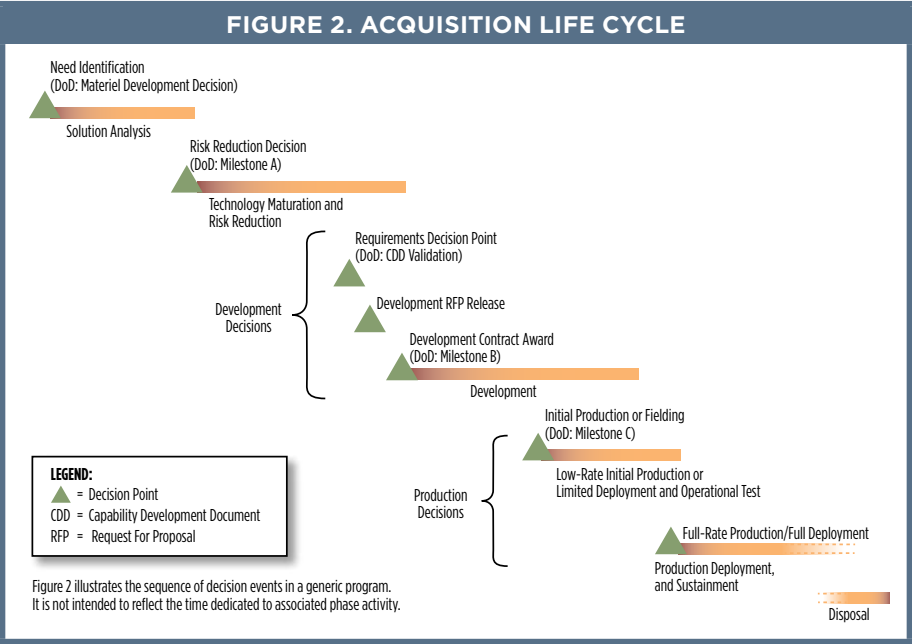 FIGURE 2. ACQUISITION LIFE CYCLE
Need Identification
(DoD: Materiel Development Decision)
Solution Analysis
Risk Reduction Decision
(DoD: Milestone A)
Technology Maturation and
Risk Reduction
Requirements Decision Point
(DoD: CDD Validation)
Development
Decisions
Development RFP Release
Development Contract Award
(DoD: Milestone B)
Development
Initial Production or Fielding
(DoD: Milestone C)
Low-Rate Initial Production or
Limited Deployment and Operational Test
Production
Decisions
Full-Rate Production/Full Deployment
Production Deployment,
and Sustainment
Disposal
LEGEND:
= Decision Point
CDD = Capability Development Document
RFP = Request For Proposal
Figure 2 illustrates the sequence of decision events in a generic program.
It is not intended to reflect the time dedicated to associated phase activity.